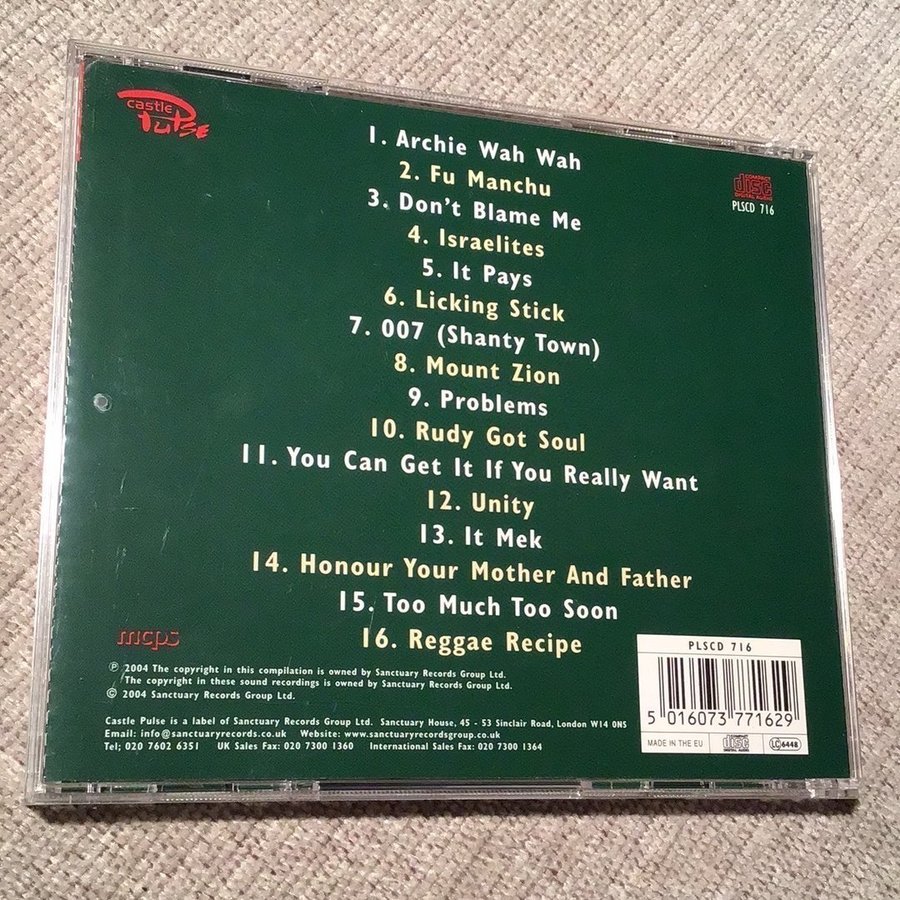 castle
PULSE
1. Archie Wah Wah
2. Fu Manchu
3. Don't Blame Me
4. Israelites
5. It Pays
6. Licking Stick
7. 007 (Shanty Town)
8. Mount Zion
9. Problems
10. Rudy Got Soul
11. You Can Get It If You Really Want
12. Unity
13. It Mek
14. Honour Your Mother And Father
15. Too Much Too Soon
16. Reggae Recipe
COMPACT
disc
DIGITAL AUDIO
PLSCD 716
mcps
℗ 2004 The copyright in this compilation is owned by Sanctuary Records Group Ltd.
The copyright in these sound recordings is owned by Sanctuary Records Group Ltd.
© 2004 Sanctuary Records Group Ltd.
Castle Pulse is a label of Sanctuary Records Group Ltd. Sanctuary House, 45 - 53 Sinclair Road, London W14 0NS
Email: info@sanctuaryrecords.co.uk Website: www.sanctuaryrecordsgroup.co.uk
Tel; 020 7602 6351 UK Sales Fax: 020 7300 1360 International Sales Fax: 020 7300 1364
PLSCD 716
5 016073 771629
MADE IN THE EU
disc
LC 6448